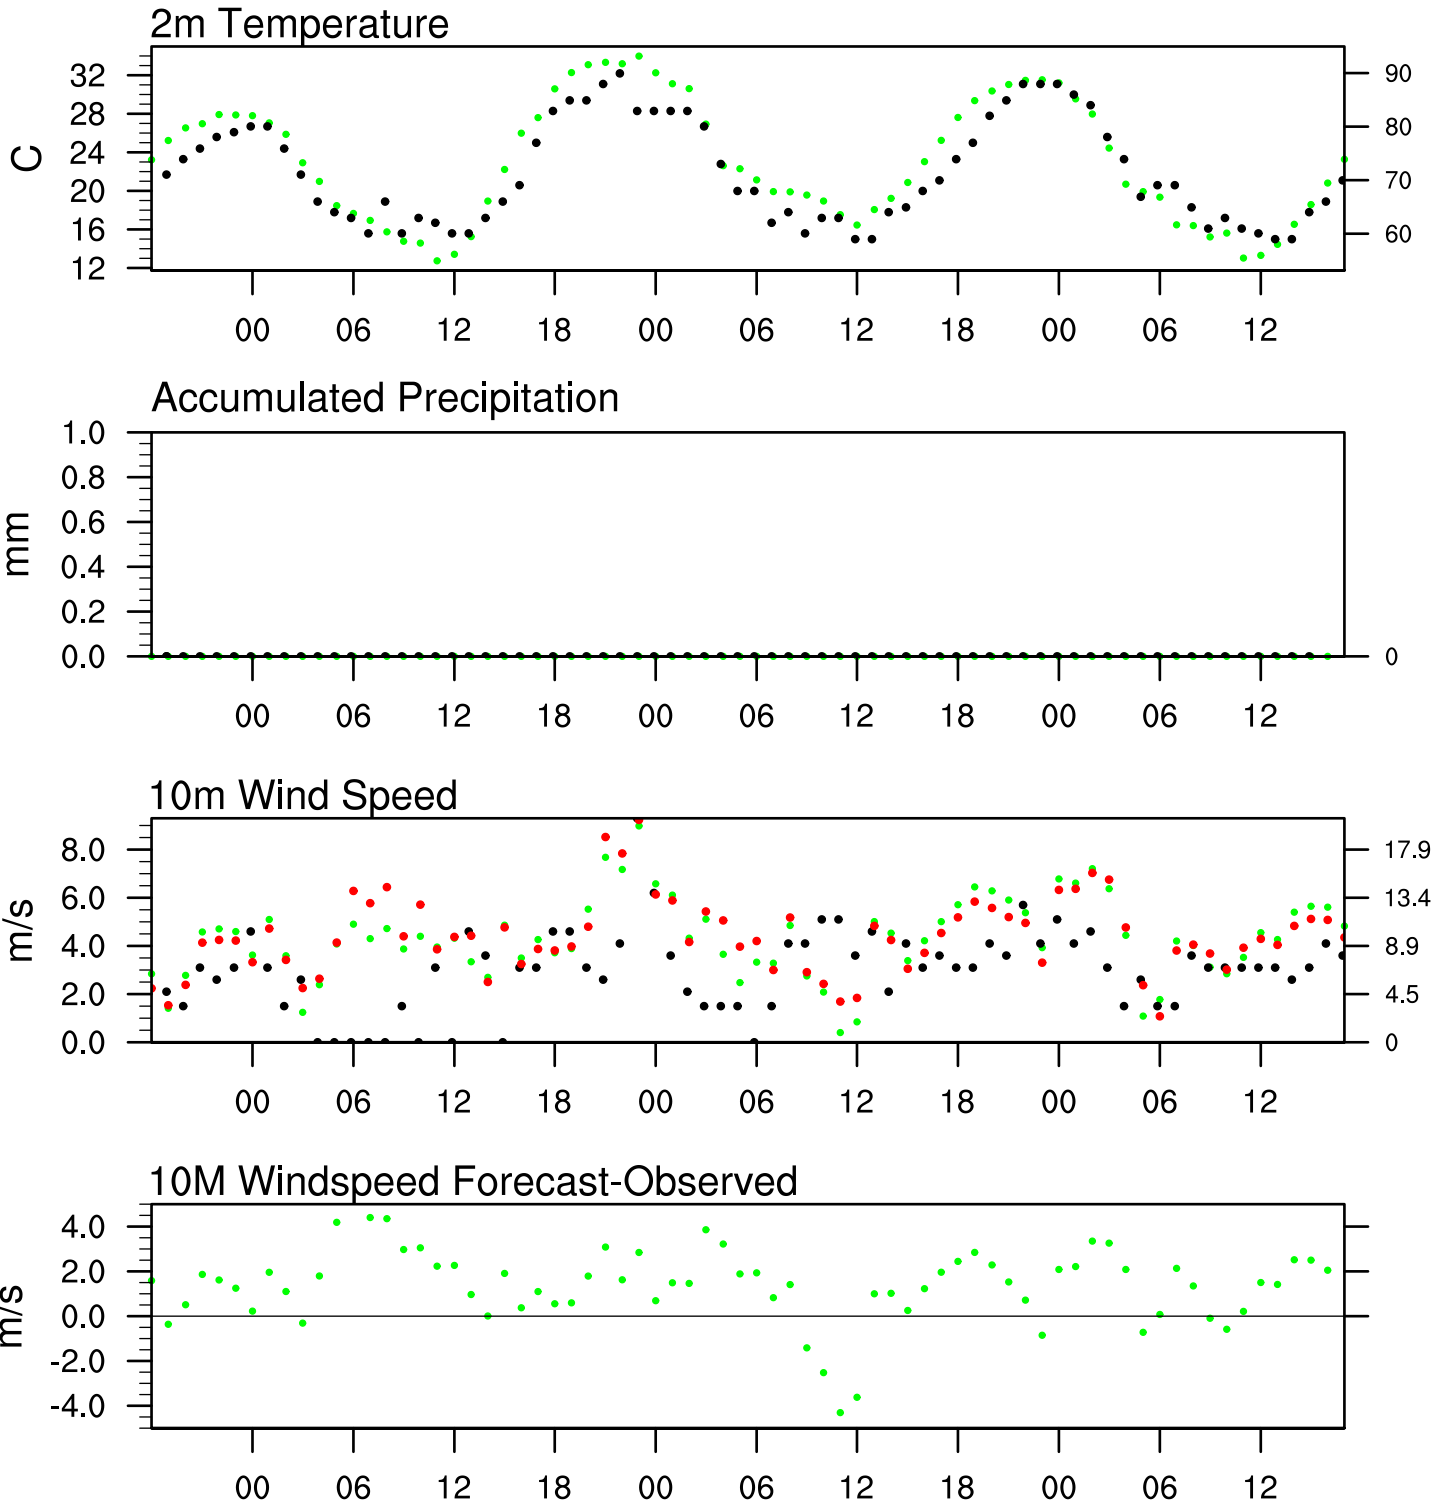 2m Temperature
C
32
28
24
20
16
12
90
80
70
60
00 06 12 18 00 06 12 18 00 06 12
Accumulated Precipitation
mm
1.0
0.8
0.6
0.4
0.2
0.0
0
00 06 12 18 00 06 12 18 00 06 12
10m Wind Speed
m/s
8.0
6.0
4.0
2.0
0.0
17.9
13.4
8.9
4.5
0
00 06 12 18 00 06 12 18 00 06 12
10M Windspeed Forecast-Observed
m/s
4.0
2.0
0.0
-2.0
-4.0
00 06 12 18 00 06 12 18 00 06 12